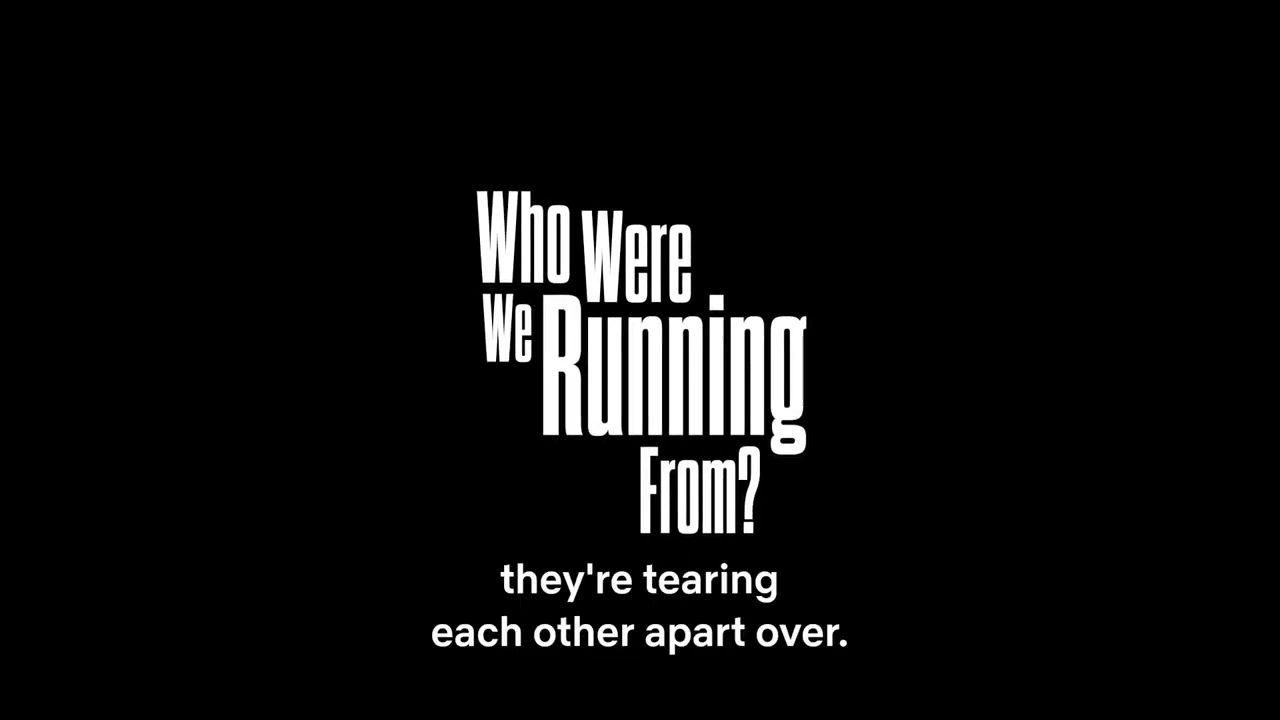 Who Were
We Running
From?
they're tearing
each other apart over.